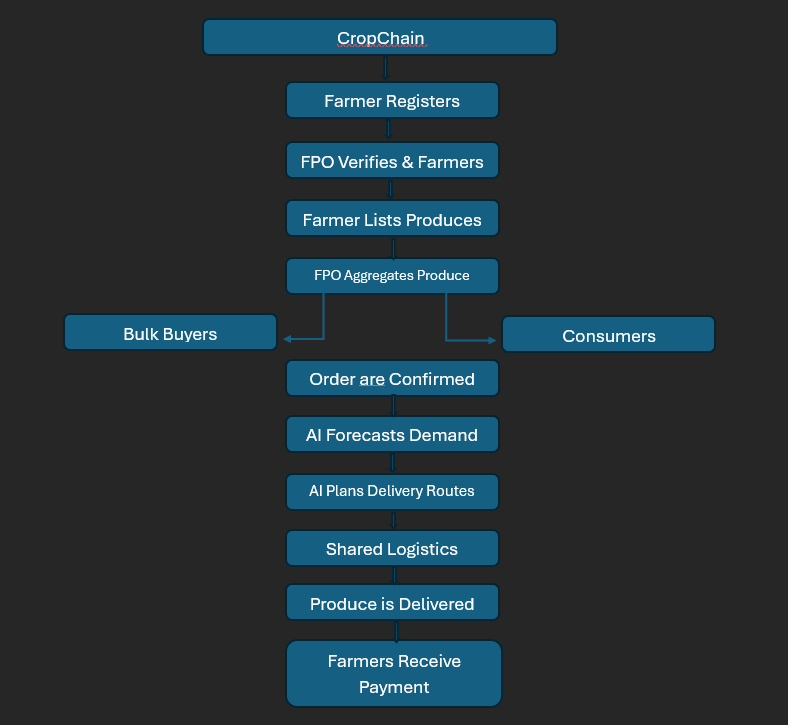 CropChain
Farmer Registers
FPO Verifies & Farmers
Farmer Lists Produces
FPO Aggregates Produce
Bulk Buyers
Consumers
Order are Confirmed
AI Forecasts Demand
AI Plans Delivery Routes
Shared Logistics
Produce is Delivered
Farmers Receive
Payment